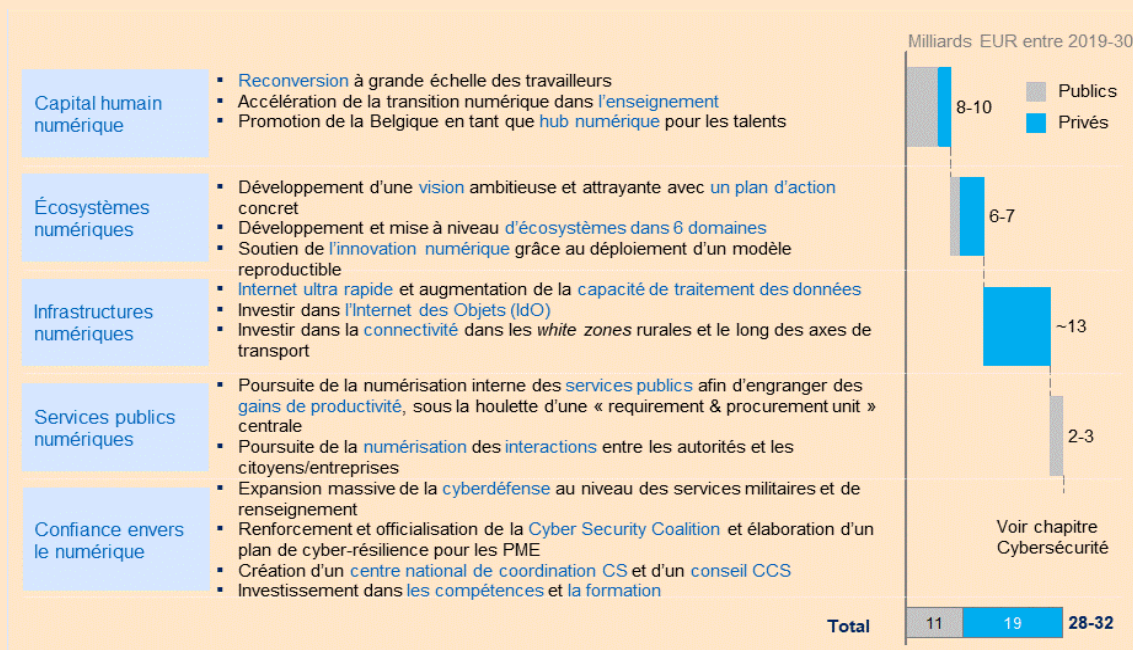 Milliards EUR entre 2019-30
Publics
Privés
Capital humain
numérique
▪ Reconversion à grande échelle des travailleurs
▪ Accélération de la transition numérique dans l’enseignement
▪ Promotion de la Belgique en tant que hub numérique pour les talents
8-10
Écosystèmes
numériques
▪ Développement d’une vision ambitieuse et attrayante avec un plan d’action
concret
▪ Développement et mise à niveau d’écosystèmes dans 6 domaines
▪ Soutien de l’innovation numérique grâce au déploiement d’un modèle
reproductible
6-7
Infrastructures
numériques
▪ Internet ultra rapide et augmentation de la capacité de traitement des données
▪ Investir dans l’Internet des Objets (IdO)
▪ Investir dans la connectivité dans les white zones rurales et le long des axes de
transport
~13
Services publics
numériques
▪ Poursuite de la numérisation interne des services publics afin d’engranger des
gains de productivité, sous la houlette d’une « requirement & procurement unit »
centrale
▪ Poursuite de la numérisation des interactions entre les autorités et les
citoyens/entreprises
2-3
Confiance envers
le numérique
▪ Expansion massive de la cyberdéfense au niveau des services militaires et de
renseignement
▪ Renforcement et officialisation de la Cyber Security Coalition et élaboration d’un
plan de cyber-résilience pour les PME
▪ Création d’un centre national de coordination CS et d’un conseil CCS
▪ Investissement dans les compétences et la formation
Voir chapitre
Cybersécurité
Total
11
19
28-32